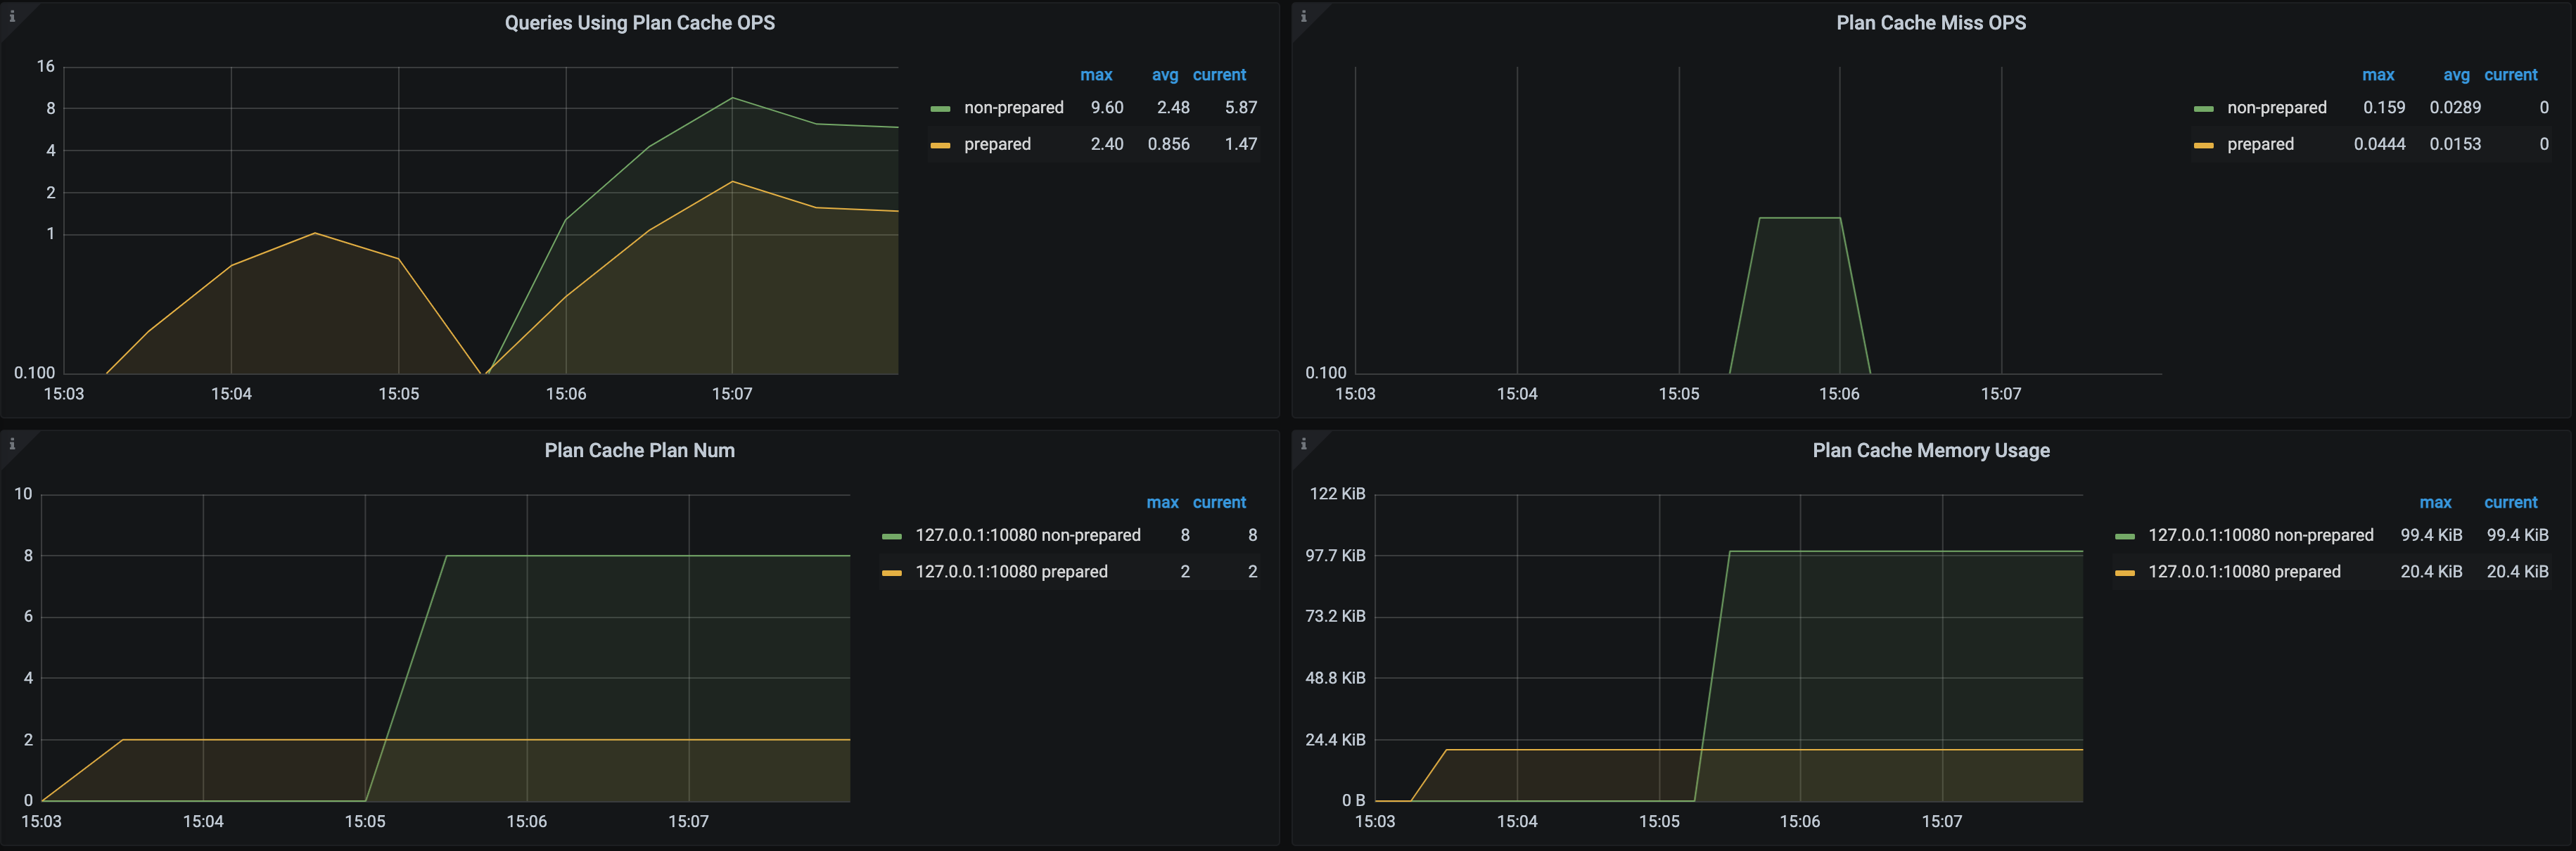 Queries Using Plan Cache OPS
16
8
4
2
1
0.100
15:03 15:04 15:05 15:06 15:07
max avg current
non-prepared 9.60 2.48 5.87
prepared 2.40 0.856 1.47
Plan Cache Miss OPS
0.100
15:03 15:04 15:05 15:06 15:07
max avg current
non-prepared 0.159 0.0289 0
prepared 0.0444 0.0153 0
Plan Cache Plan Num
10
8
6
4
2
0
15:03 15:04 15:05 15:06 15:07
max current
127.0.0.1:10080 non-prepared 8 8
127.0.0.1:10080 prepared 2 2
Plan Cache Memory Usage
122 KiB
97.7 KiB
73.2 KiB
48.8 KiB
24.4 KiB
0 B
15:03 15:04 15:05 15:06 15:07
max current
127.0.0.1:10080 non-prepared 99.4 KiB 99.4 KiB
127.0.0.1:10080 prepared 20.4 KiB 20.4 KiB